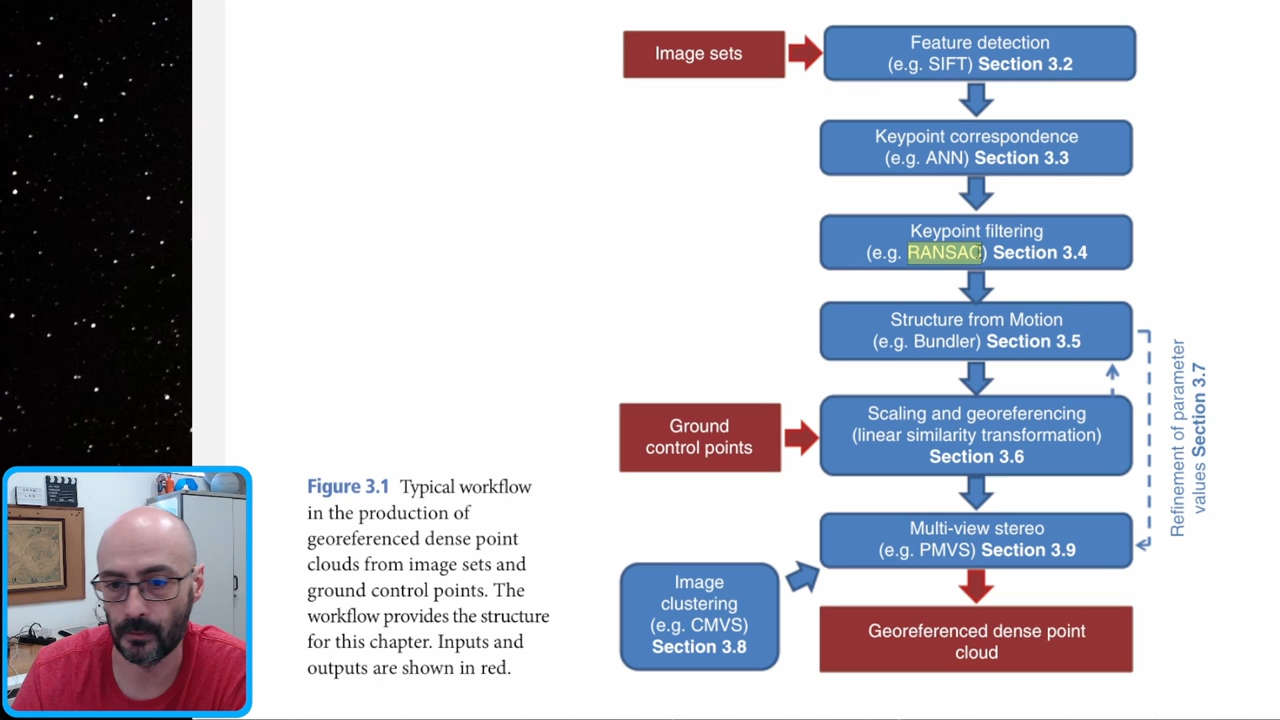 Image sets
Feature detection
(e.g. SIFT) Section 3.2
Keypoint correspondence
(e.g. ANN) Section 3.3
Keypoint filtering
(e.g. RANSAC) Section 3.4
Structure from Motion
(e.g. Bundler) Section 3.5
Ground
control points
Scaling and georeferencing
(linear similarity transformation)
Section 3.6
Refinement of parameter
values Section 3.7
Multi-view stereo
(e.g. PMVS) Section 3.9
Image
clustering
(e.g. CMVS)
Section 3.8
Georeferenced dense point
cloud
Figure 3.1 Typical workflow
in the production of
georeferenced dense point
clouds from image sets and
ground control points. The
workflow provides the structure
for this chapter. Inputs and
outputs are shown in red.